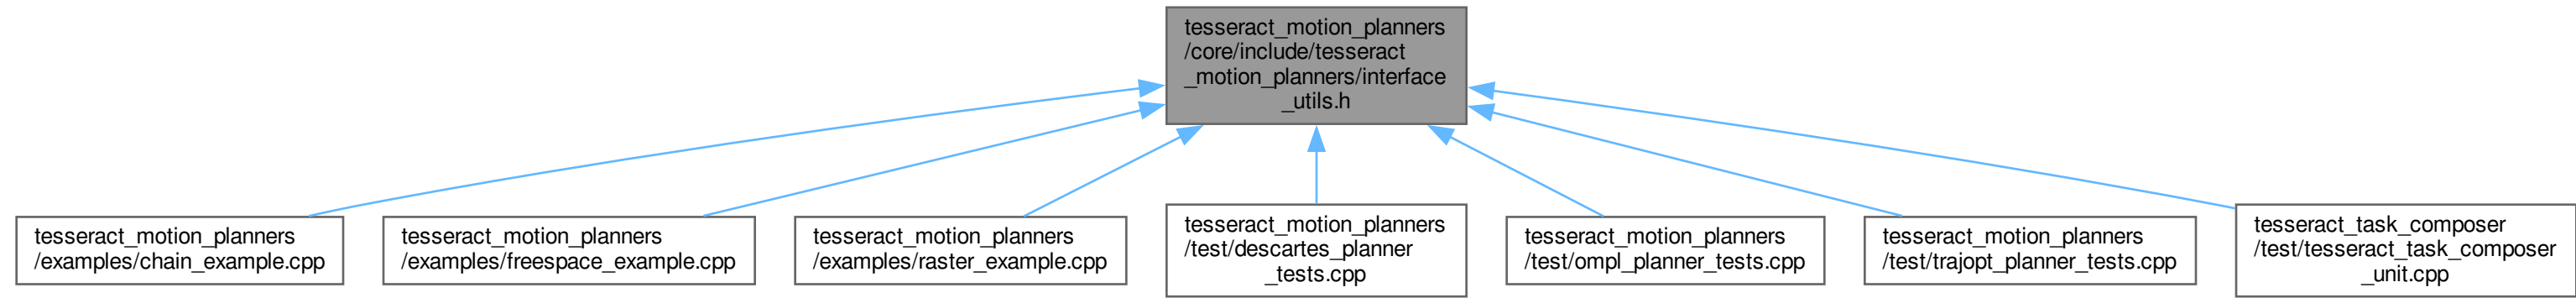 tesseract_motion_planners
/core/include/tesseract
_motion_planners/interface
_utils.h
tesseract_motion_planners
/examples/chain_example.cpp
tesseract_motion_planners
/examples/freespace_example.cpp
tesseract_motion_planners
/examples/raster_example.cpp
tesseract_motion_planners
/test/descartes_planner
_tests.cpp
tesseract_motion_planners
/test/ompl_planner_tests.cpp
tesseract_motion_planners
/test/trajopt_planner_tests.cpp
tesseract_task_composer
/test/tesseract_task_composer
_unit.cpp